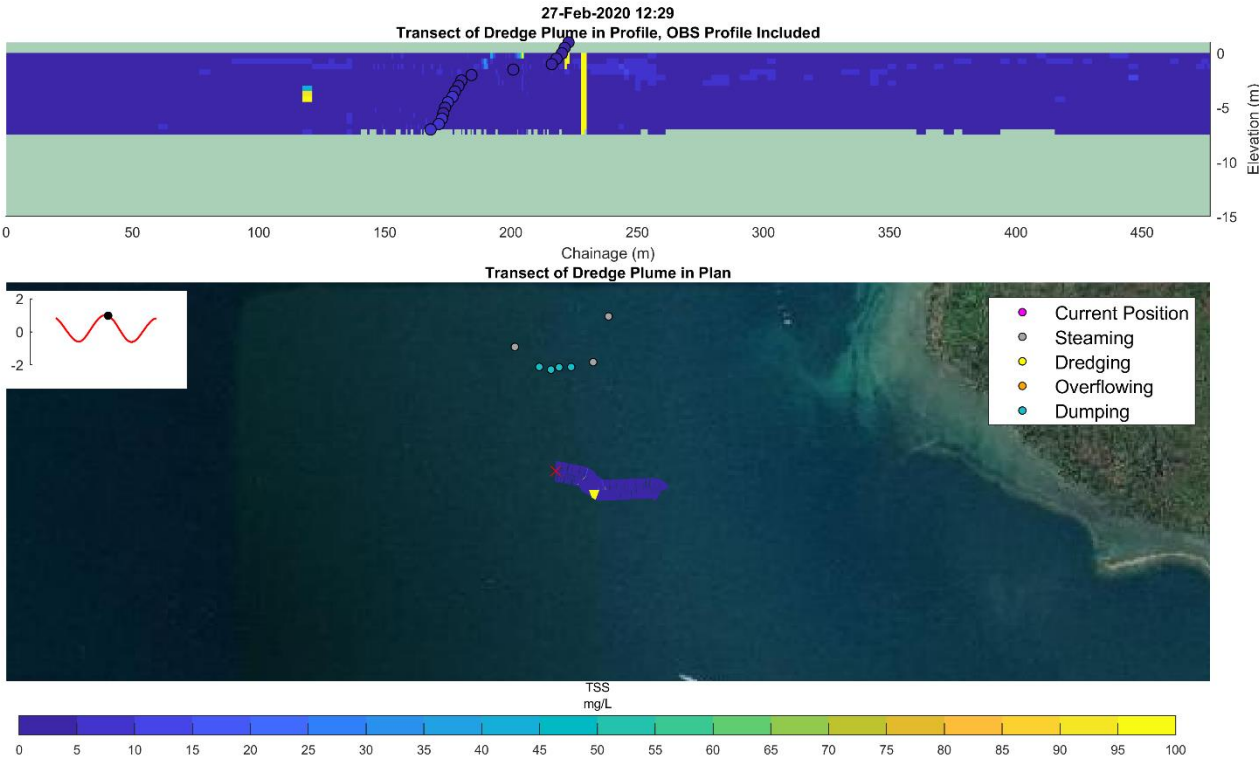 27-Feb-2020 12:29
Transect of Dredge Plume in Profile, OBS Profile Included
0
-5
-10
-15
Elevation (m)
0 50 100 150 200 250 300 350 400 450
Chainage (m)
Transect of Dredge Plume in Plan
2
0
-2
Current Position
Steaming
Dredging
Overflowing
Dumping
TSS
mg/L
0 5 10 15 20 25 30 35 40 45 50 55 60 65 70 75 80 85 90 95 100